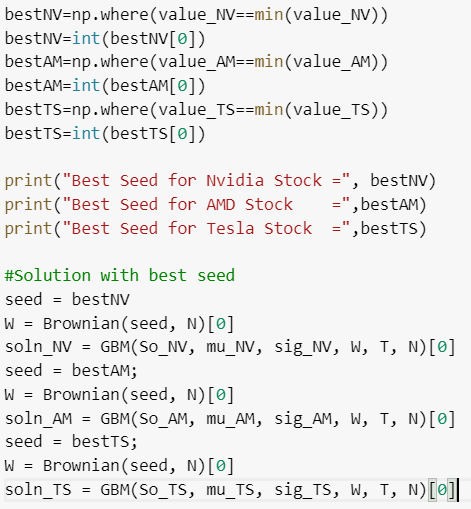 bestNV=np.where(value_NV==min(value_NV))
bestNV=int(bestNV[0])
bestAM=np.where(value_AM==min(value_AM))
bestAM=int(bestAM[0])
bestTS=np.where(value_TS==min(value_TS))
bestTS=int(bestTS[0])

print("Best Seed for Nvidia Stock =", bestNV)
print("Best Seed for AMD Stock    =",bestAM)
print("Best Seed for Tesla Stock  =",bestTS)

#Solution with best seed
seed = bestNV
W = Brownian(seed, N)[0]
soln_NV = GBM(So_NV, mu_NV, sig_NV, W, T, N)[0]
seed = bestAM;
W = Brownian(seed, N)[0]
soln_AM = GBM(So_AM, mu_AM, sig_AM, W, T, N)[0]
seed = bestTS;
W = Brownian(seed, N)[0]
soln_TS = GBM(So_TS, mu_TS, sig_TS, W, T, N)[0]